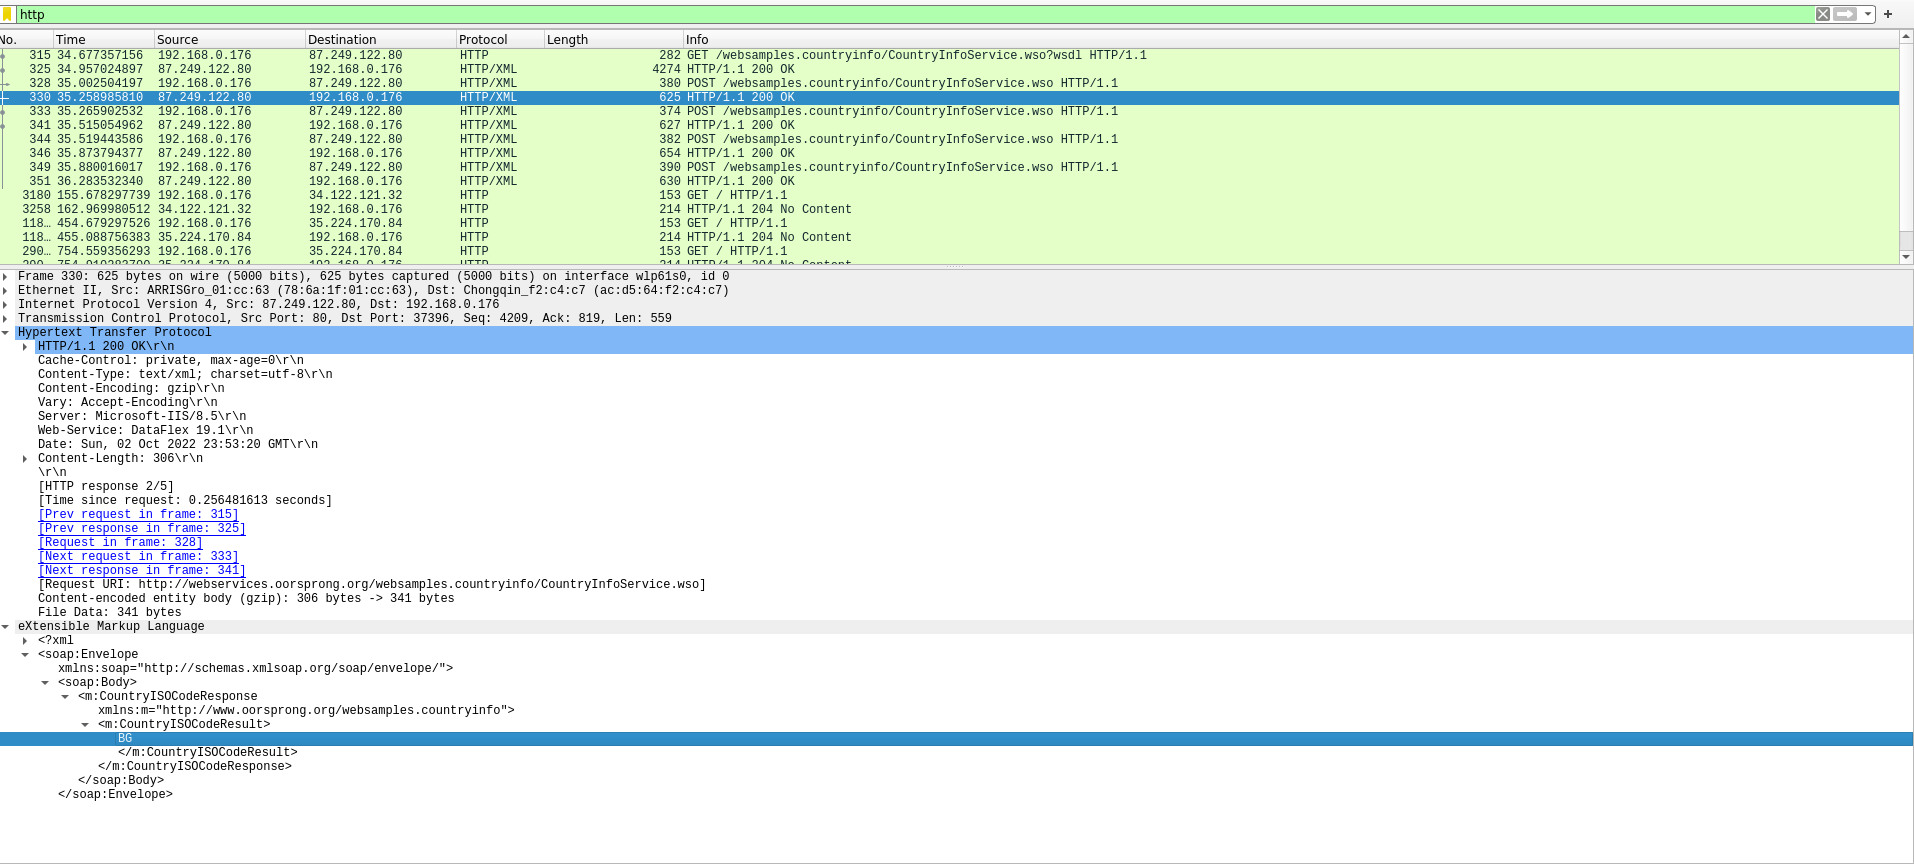 http
No. Time Source Destination Protocol Length Info
315 34.677357156 192.168.0.176 87.249.122.80 HTTP 282 GET /websamples.countryinfo/CountryInfoService.wso?wsdl HTTP/1.1
325 34.957024897 87.249.122.80 192.168.0.176 HTTP/XML 4274 HTTP/1.1 200 OK
328 35.002504197 192.168.0.176 87.249.122.80 HTTP/XML 380 POST /websamples.countryinfo/CountryInfoService.wso HTTP/1.1
330 35.258985810 87.249.122.80 192.168.0.176 HTTP/XML 625 HTTP/1.1 200 OK
333 35.265902532 192.168.0.176 87.249.122.80 HTTP/XML 374 POST /websamples.countryinfo/CountryInfoService.wso HTTP/1.1
341 35.515054962 87.249.122.80 192.168.0.176 HTTP/XML 627 HTTP/1.1 200 OK
344 35.519443586 192.168.0.176 87.249.122.80 HTTP/XML 382 POST /websamples.countryinfo/CountryInfoService.wso HTTP/1.1
346 35.873794377 87.249.122.80 192.168.0.176 HTTP/XML 654 HTTP/1.1 200 OK
349 35.880016017 192.168.0.176 87.249.122.80 HTTP/XML 390 POST /websamples.countryinfo/CountryInfoService.wso HTTP/1.1
351 36.283532340 87.249.122.80 192.168.0.176 HTTP/XML 630 HTTP/1.1 200 OK
3180 155.678297739 192.168.0.176 34.122.121.32 HTTP 153 GET / HTTP/1.1
3258 162.969980512 34.122.121.32 192.168.0.176 HTTP 214 HTTP/1.1 204 No Content
118… 454.679297526 192.168.0.176 35.224.170.84 HTTP 153 GET / HTTP/1.1
118… 455.088756383 35.224.170.84 192.168.0.176 HTTP 214 HTTP/1.1 204 No Content
290… 754.559356293 192.168.0.176 35.224.170.84 HTTP 153 GET / HTTP/1.1
Frame 330: 625 bytes on wire (5000 bits), 625 bytes captured (5000 bits) on interface wlp61s0, id 0
Ethernet II, Src: ARRISGro_01:cc:63 (78:6a:1f:01:cc:63), Dst: Chongqin_f2:c4:c7 (ac:d5:64:f2:c4:c7)
Internet Protocol Version 4, Src: 87.249.122.80, Dst: 192.168.0.176
Transmission Control Protocol, Src Port: 80, Dst Port: 37396, Seq: 4209, Ack: 819, Len: 559
Hypertext Transfer Protocol
HTTP/1.1 200 OK\r\n
Cache-Control: private, max-age=0\r\n
Content-Type: text/xml; charset=utf-8\r\n
Content-Encoding: gzip\r\n
Vary: Accept-Encoding\r\n
Server: Microsoft-IIS/8.5\r\n
Web-Service: DataFlex 19.1\r\n
Date: Sun, 02 Oct 2022 23:53:20 GMT\r\n
Content-Length: 306\r\n
\r\n
[HTTP response 2/5]
[Time since request: 0.256481613 seconds]
[Prev request in frame: 315]
[Prev response in frame: 325]
[Request in frame: 328]
[Next request in frame: 333]
[Next response in frame: 341]
[Request URI: http://webservices.oorsprong.org/websamples.countryinfo/CountryInfoService.wso]
Content-encoded entity body (gzip): 306 bytes -> 341 bytes
File Data: 341 bytes
eXtensible Markup Language
<?xml
<soap:Envelope
xmlns:soap="http://schemas.xmlsoap.org/soap/envelope/">
<soap:Body>
<m:CountryISOCodeResponse
xmlns:m="http://www.oorsprong.org/websamples.countryinfo">
<m:CountryISOCodeResult>
BG
</m:CountryISOCodeResult>
</m:CountryISOCodeResponse>
</soap:Body>
</soap:Envelope>